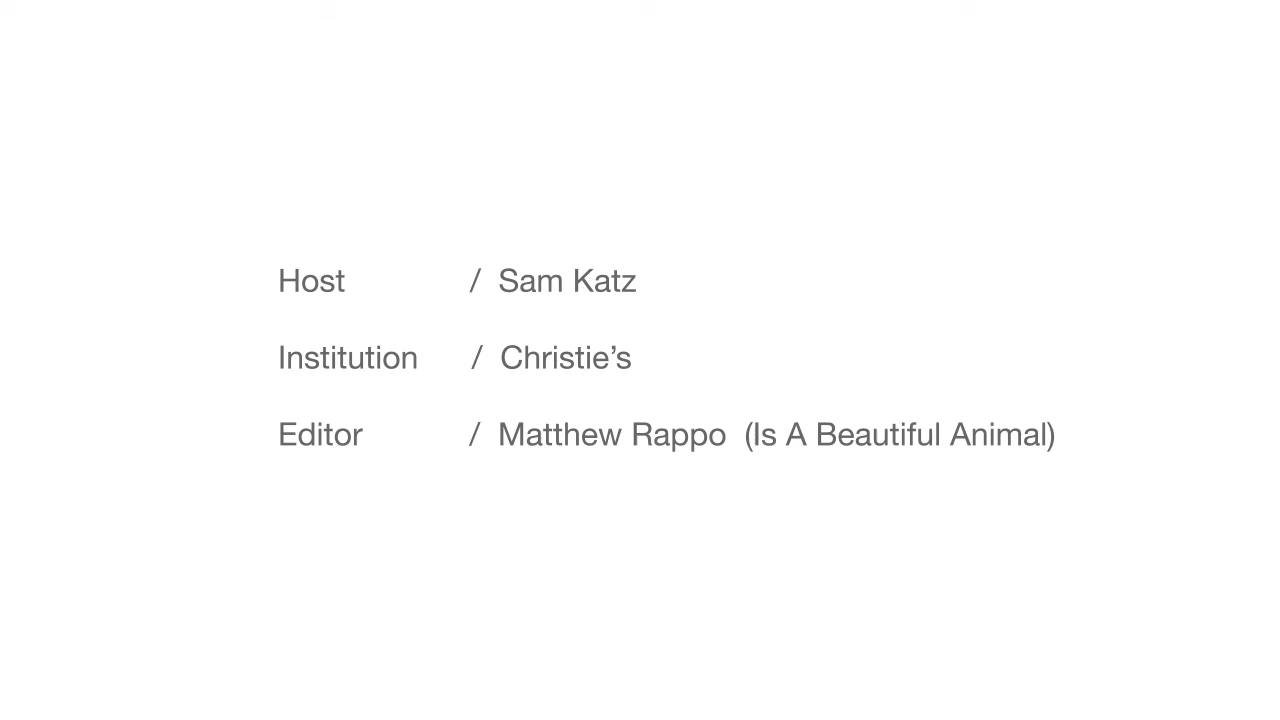 Host / Sam Katz
Institution / Christie’s
Editor / Matthew Rappo (Is A Beautiful Animal)